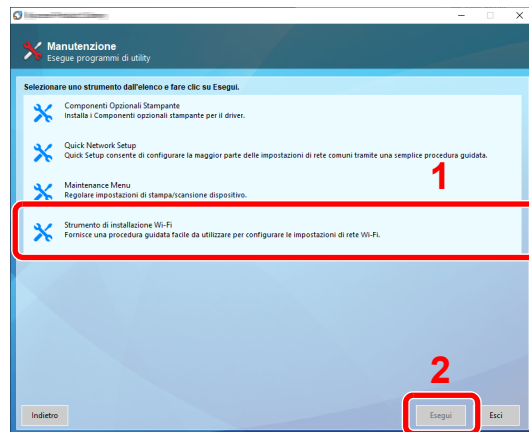 Manutenzione
Esegue programmi di utility
Selezionare uno strumento dall'elenco e fare clic su Esegui.
Componenti Opzionali Stampante
Installa i Componenti opzionali stampante per il driver.
Quick Network Setup
Quick Setup consente di configurare la maggior parte delle impostazioni di rete comuni tramite una semplice procedura guidata.
1
Maintenance Menu
Regolare impostazioni di stampa/scansione dispositivo.
Strumento di installazione Wi-Fi
Fornisce una procedura guidata facile da utilizzare per configurare le impostazioni di rete Wi-Fi.
2
Indietro
Esegui
Esci